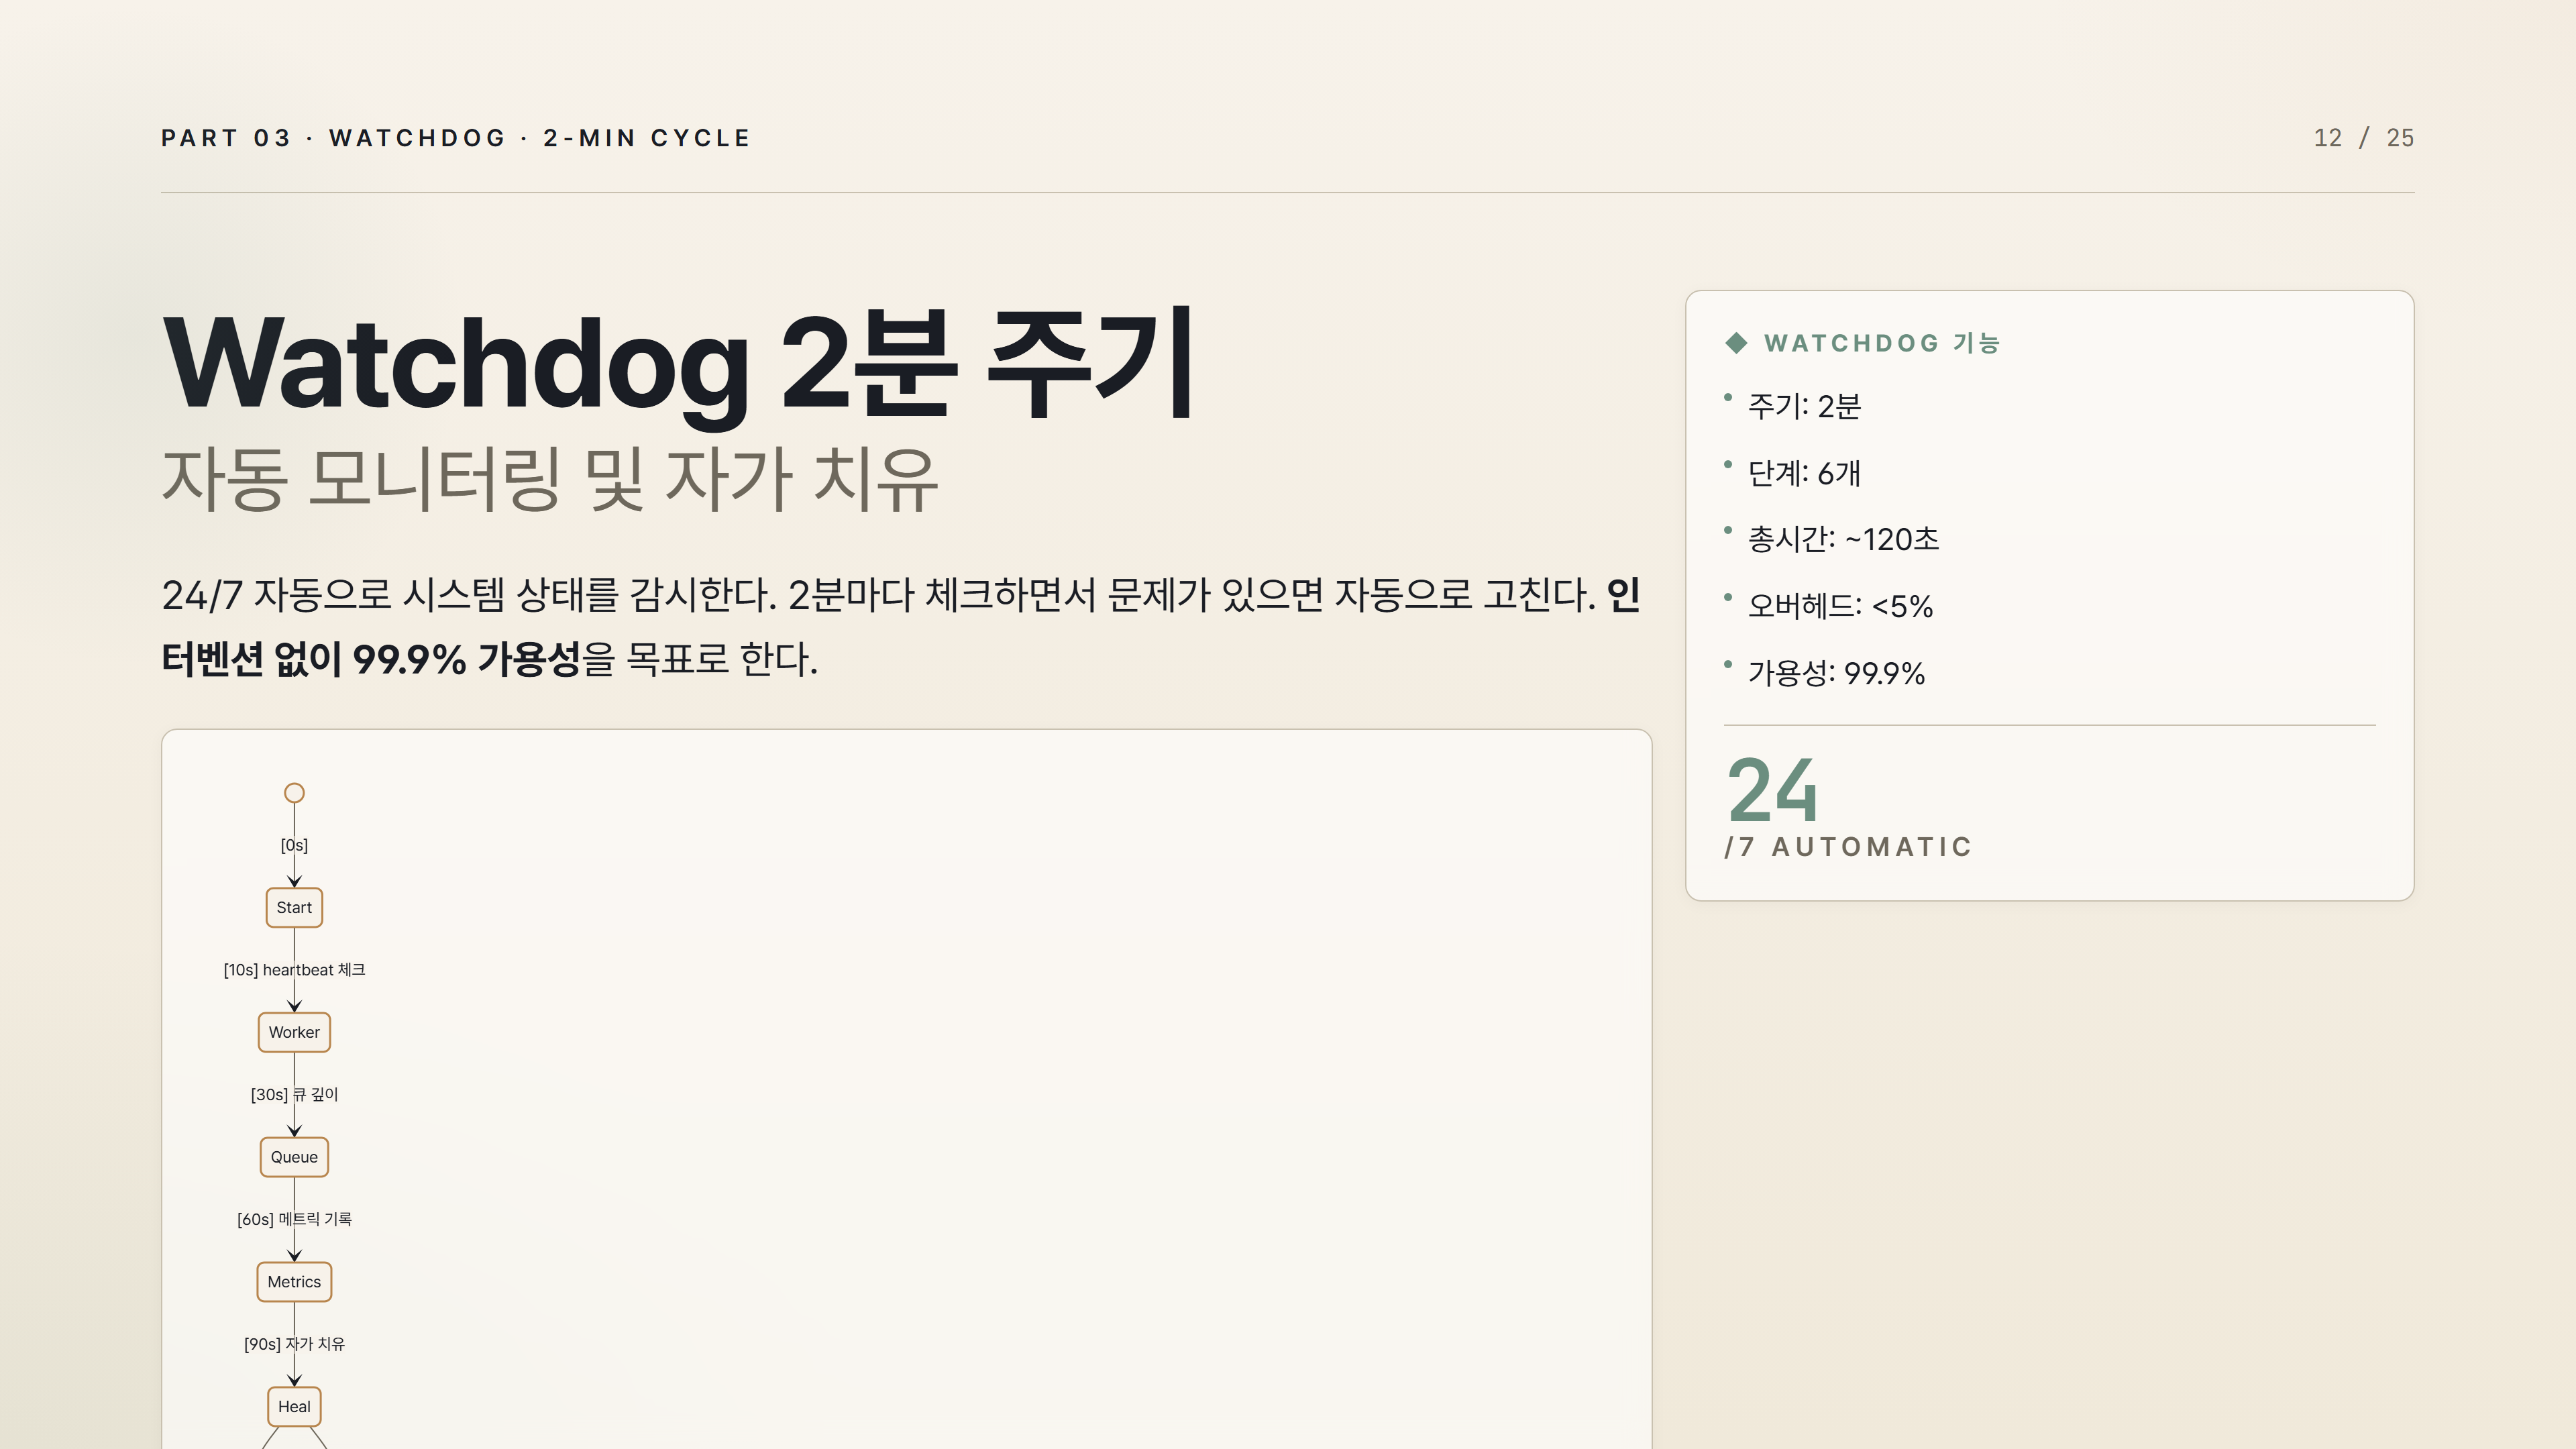 PART 03 · WATCHDOG · 2-MIN CYCLE
12 / 25
Watchdog 2분 주기
자동 모니터링 및 자가 치유
24/7 자동으로 시스템 상태를 감시한다. 2분마다 체크하면서 문제가 있으면 자동으로 고친다. 인
터벤션 없이 99.9% 가용성을 목표로 한다.
[0s]
Start
[10s] heartbeat 체크
Worker
[30s] 큐 깊이
Queue
[60s] 메트릭 기록
Metrics
[90s] 자가 치유
Heal
◆ WATCHDOG 기능
• 주기: 2분
• 단계: 6개
• 총시간: ~120초
• 오버헤드: <5%
• 가용성: 99.9%
24
/7 AUTOMATIC